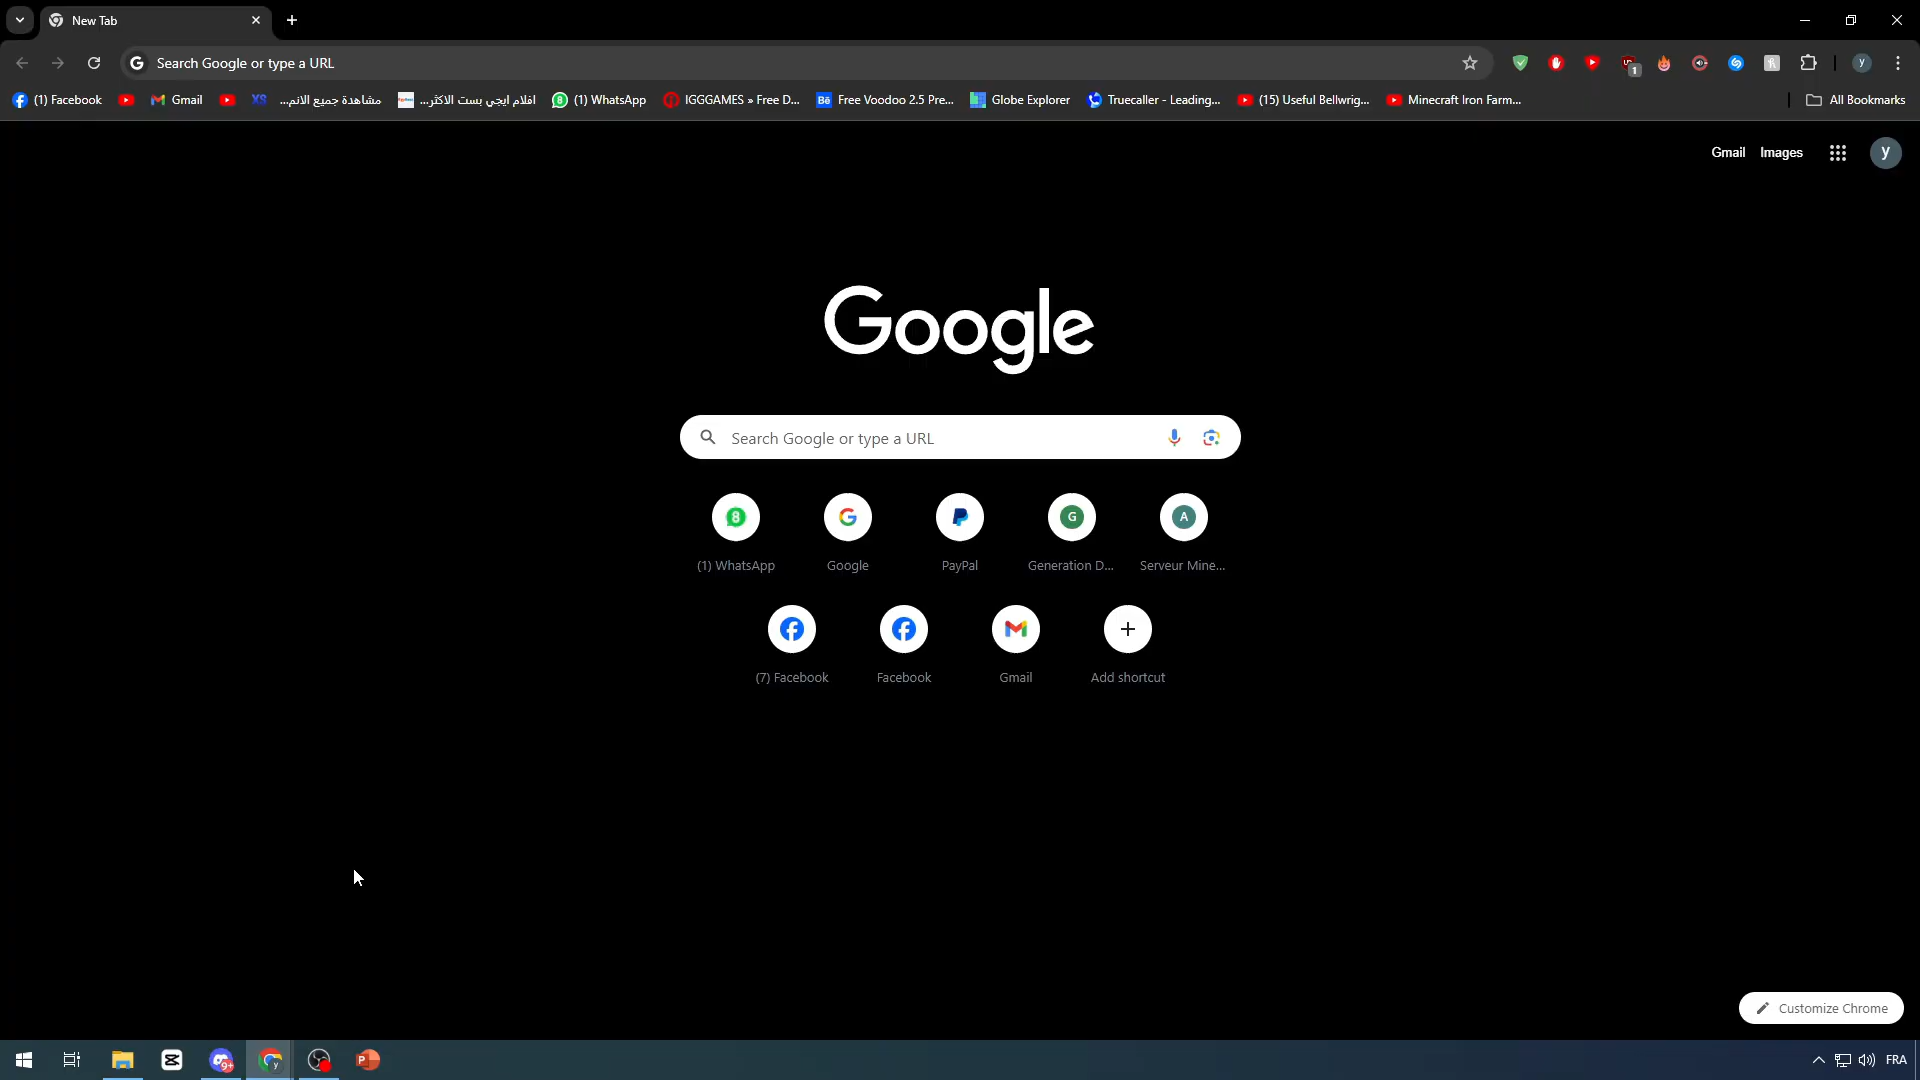 New Tab
Search Google or type a URL
(1) Facebook
Gmail
مشاهدة جميع الانم...
افلام ايجي بست الاكثر...
(1) WhatsApp
IGGGAMES » Free D...
Free Voodoo 2.5 Pre...
Globe Explorer
Truecaller - Leading...
(15) Useful Bellwrig...
Minecraft Iron Farm...
All Bookmarks
Gmail Images
y
Google
Search Google or type a URL
(1) WhatsApp
Google
PayPal
Generation D...
Serveur Mine...
(7) Facebook
Facebook
Gmail
Add shortcut
Customize Chrome
FRA